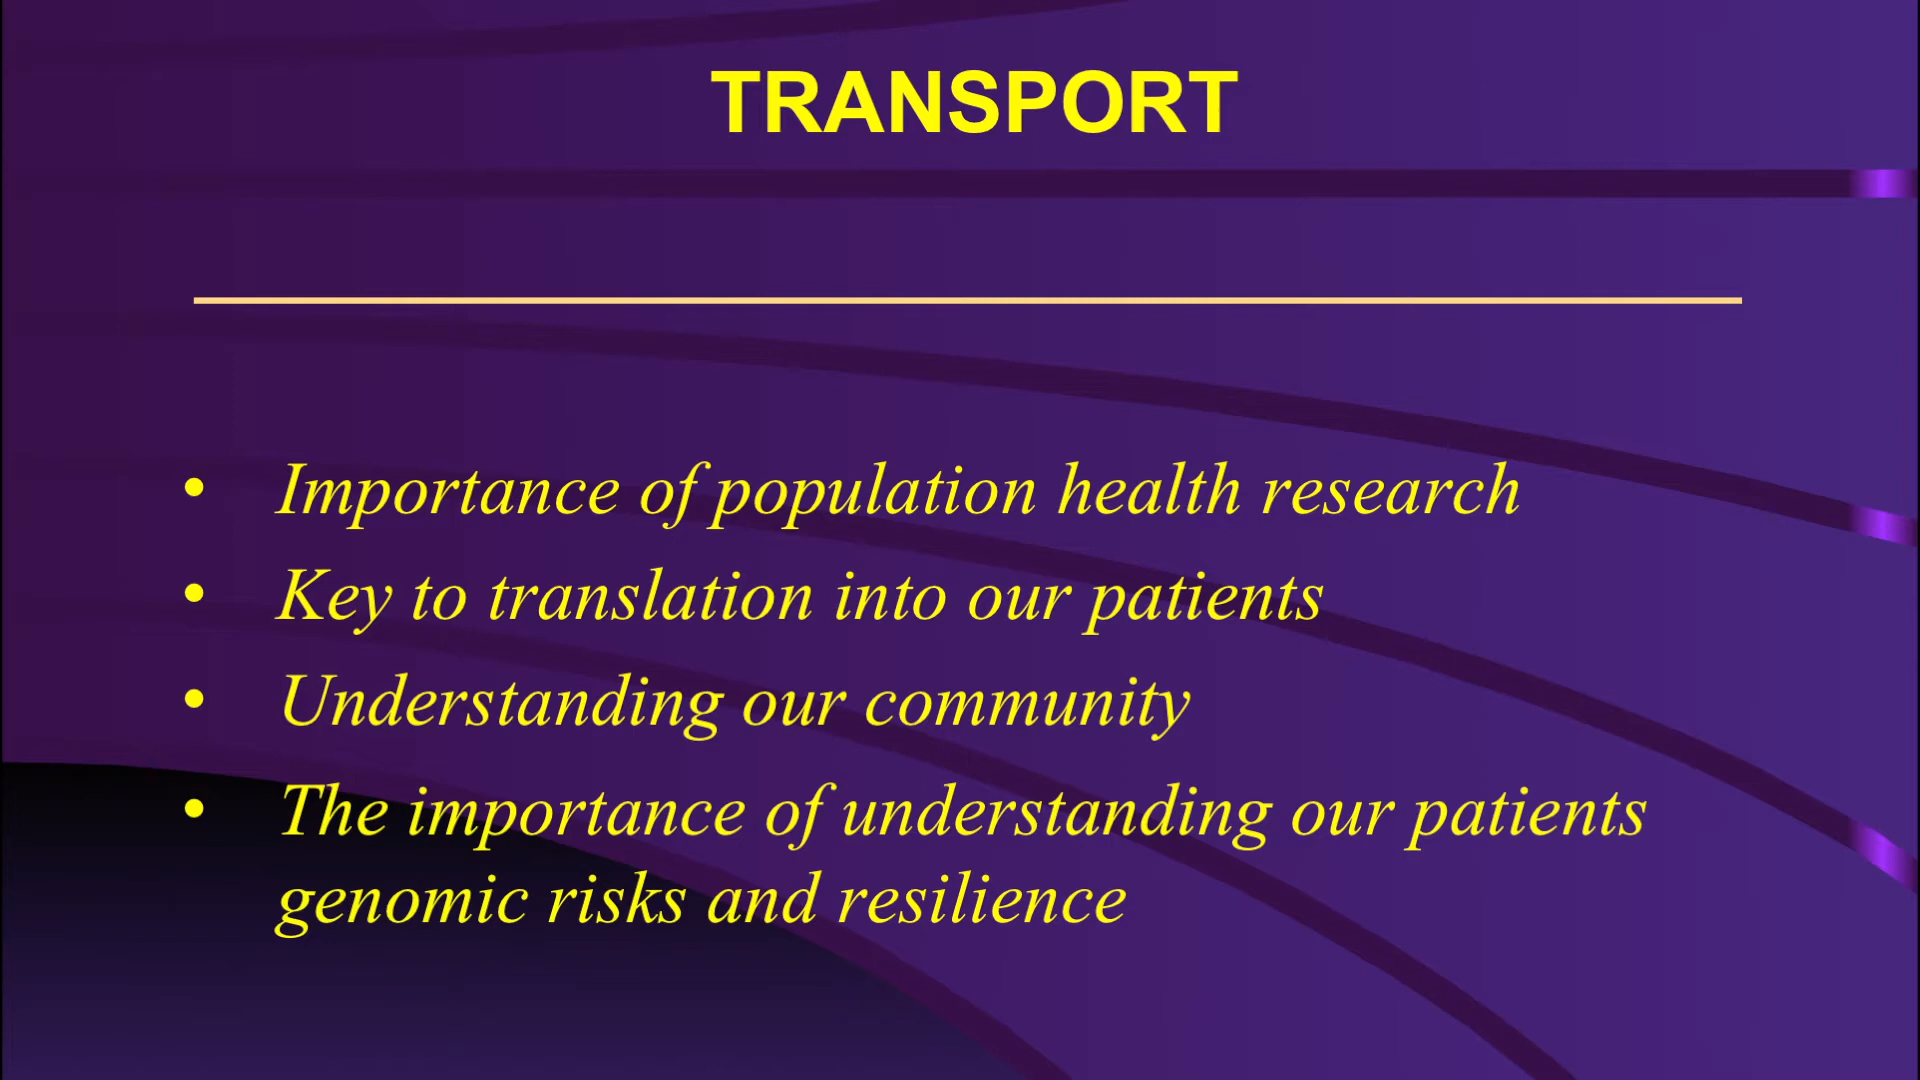 TRANSPORT
• Importance of population health research
• Key to translation into our patients
• Understanding our community
• The importance of understanding our patients
genomic risks and resilience